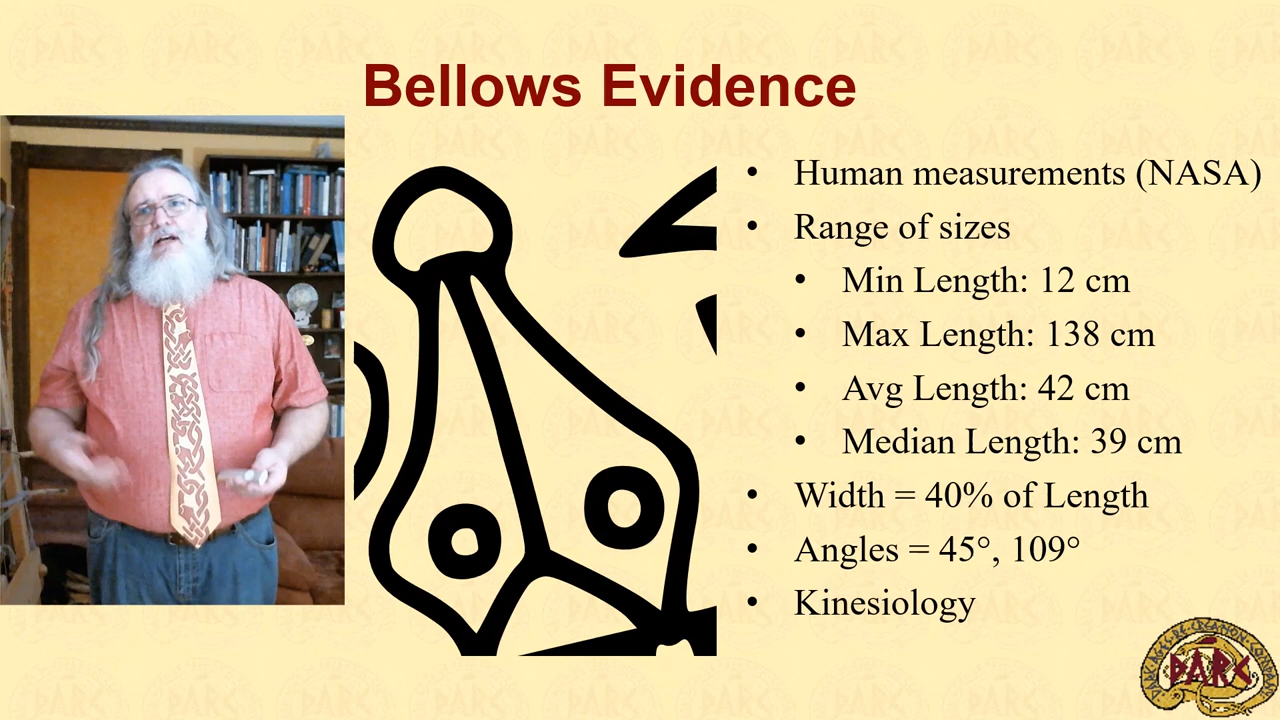 Bellows Evidence
• Human measurements (NASA)
• Range of sizes
• Min Length: 12 cm
• Max Length: 138 cm
• Avg Length: 42 cm
• Median Length: 39 cm
• Width = 40% of Length
• Angles = 45°, 109°
• Kinesiology
DARC